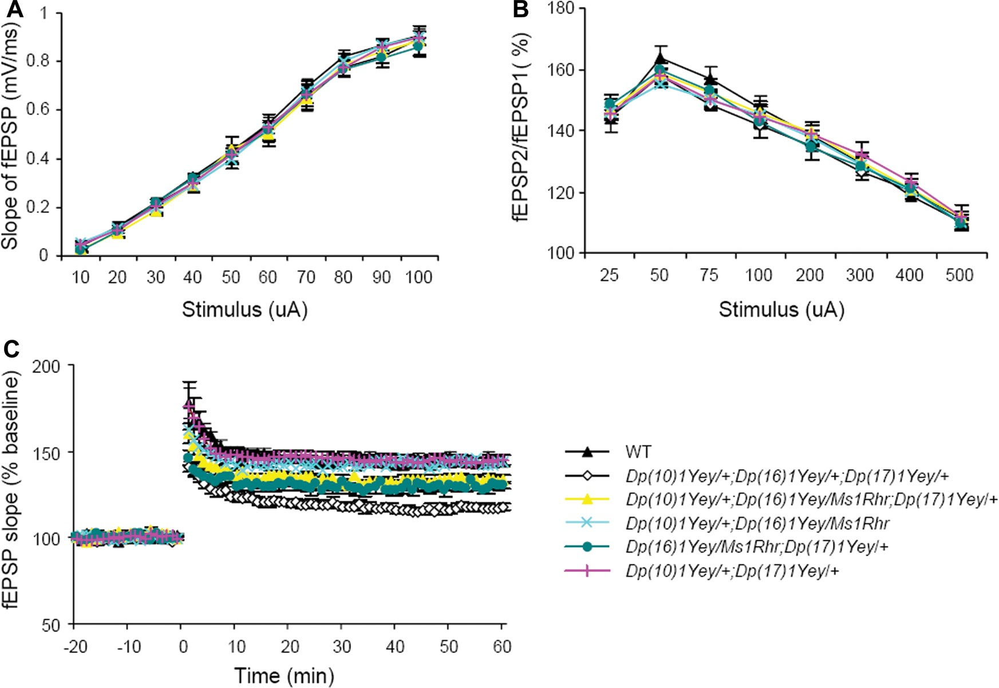 A
Slope of fEPSP (mV/ms)
1
0.8
0.6
0.4
0.2
0
10 20 30 40 50 60 70 80 90 100
Stimulus (uA)
B
fEPSP2/fEPSP1( %)
180
160
140
120
100
25 50 75 100 200 300 400 500
Stimulus (uA)
C
fEPSP slope (% baseline)
200
150
100
50
-20 -10 0 10 20 30 40 50 60
Time (min)
WT
Dp(10)1Yey/+;Dp(16)1Yey/+;Dp(17)1Yey/+
Dp(10)1Yey/+;Dp(16)1Yey/Ms1Rhr;Dp(17)1Yey/+
Dp(10)1Yey/+;Dp(16)1Yey/Ms1Rhr
Dp(16)1Yey/Ms1Rhr;Dp(17)1Yey/+
Dp(10)1Yey/+;Dp(17)1Yey/+